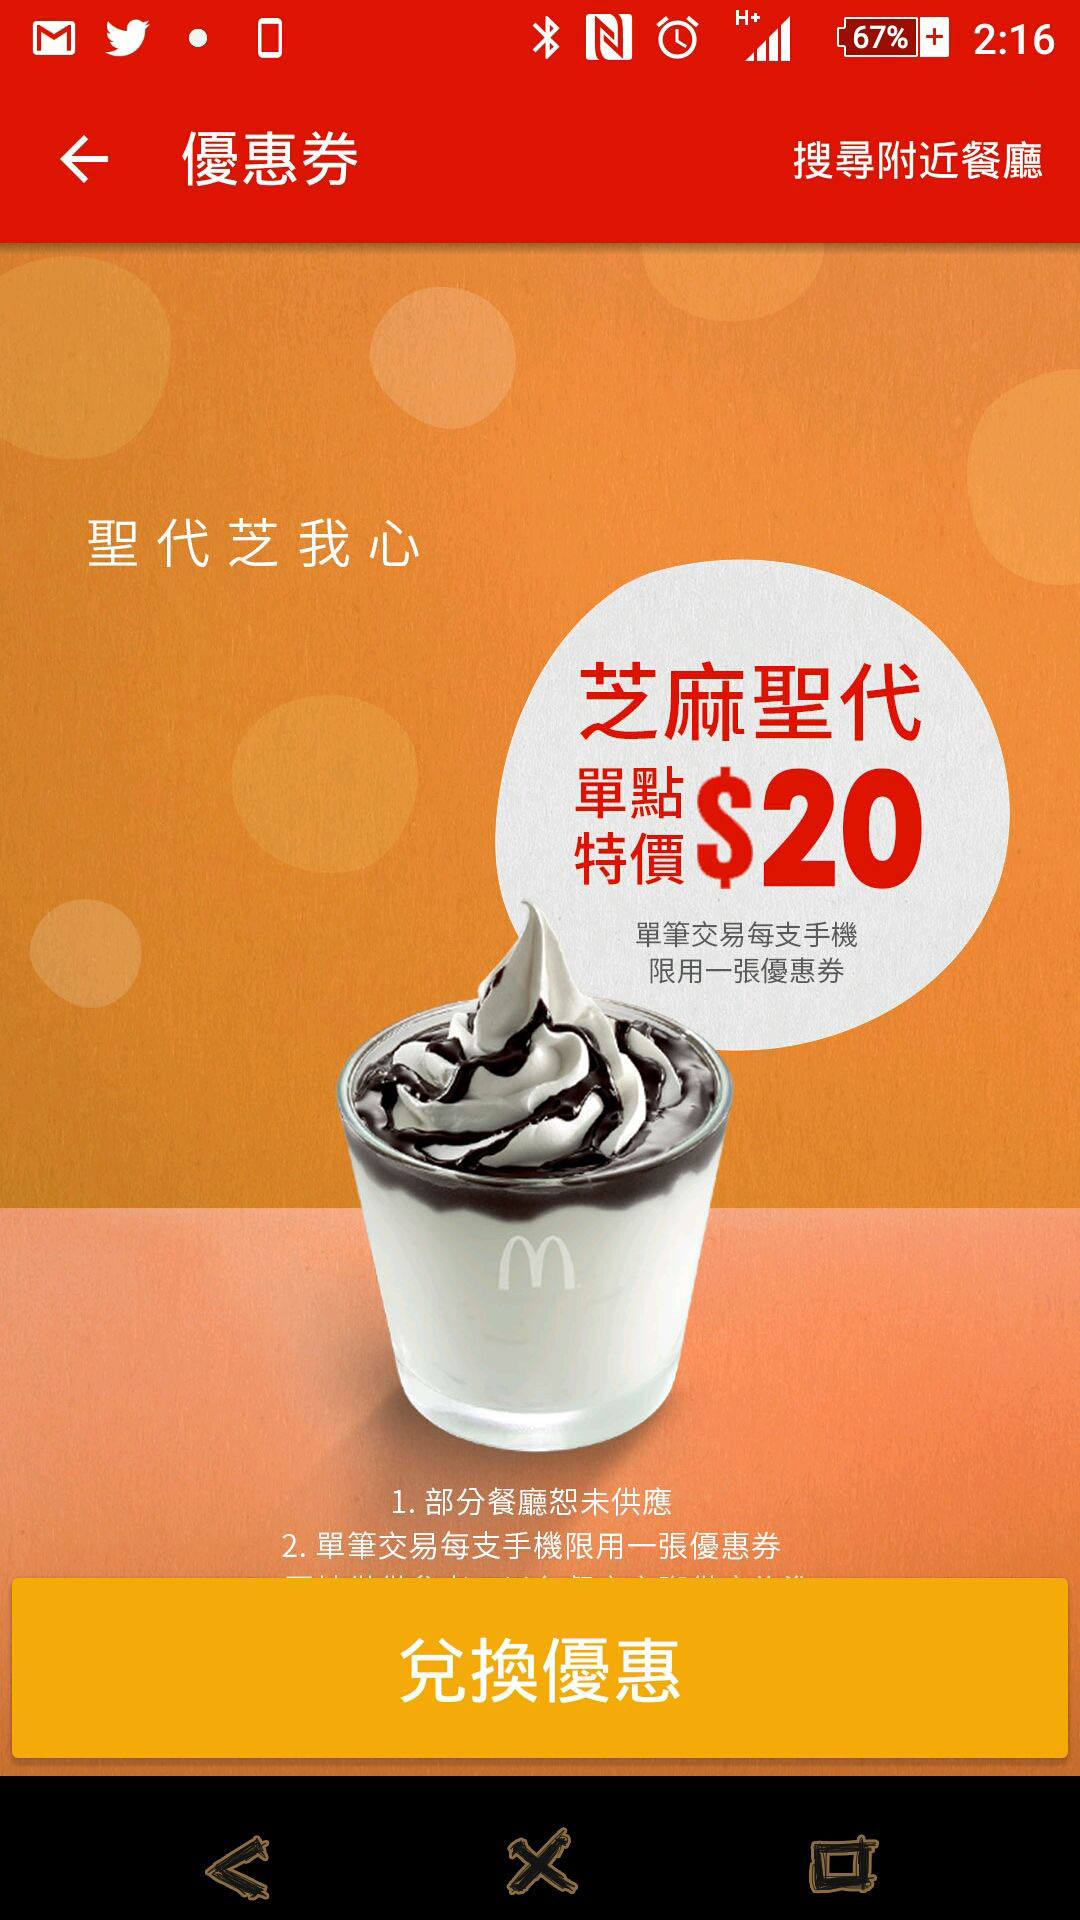 H+
67%
2:16
優惠券
搜尋附近餐廳
聖代芝我心
芝麻聖代
單點
特價
$20
單筆交易每支手機
限用一張優惠券
1. 部分餐廳恕未供應
2. 單筆交易每支手機限用一張優惠券
兌換優惠